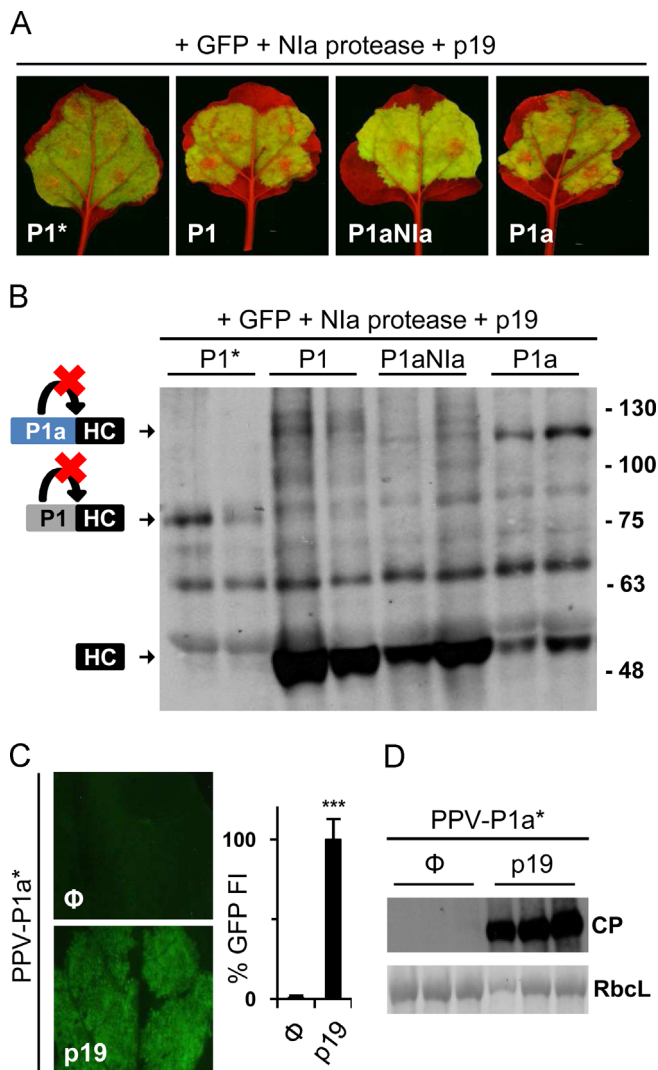 A
+ GFP + NIa protease + p19
P1*
P1
P1aNIa
P1a
B
+ GFP + NIa protease + p19
P1* P1 P1aNIa P1a
P1a HC
P1 HC
HC
- 130
- 100
- 75
- 63
- 48
C
PPV-P1a*
Φ
p19
% GFP FI
100
0
***
Φ
p19
D
PPV-P1a*
Φ p19
CP
RbcL